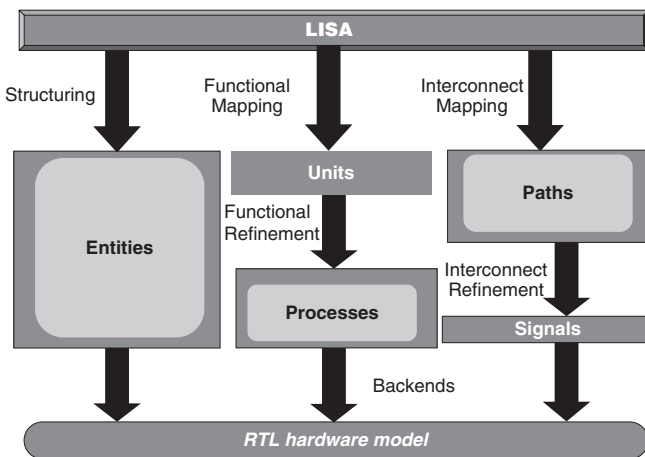 LISA
Structuring
Functional
Mapping
Interconnect
Mapping
Entities
Units
Paths
Functional
Refinement
Interconnect
Refinement
Processes
Signals
Backends
RTL hardware model